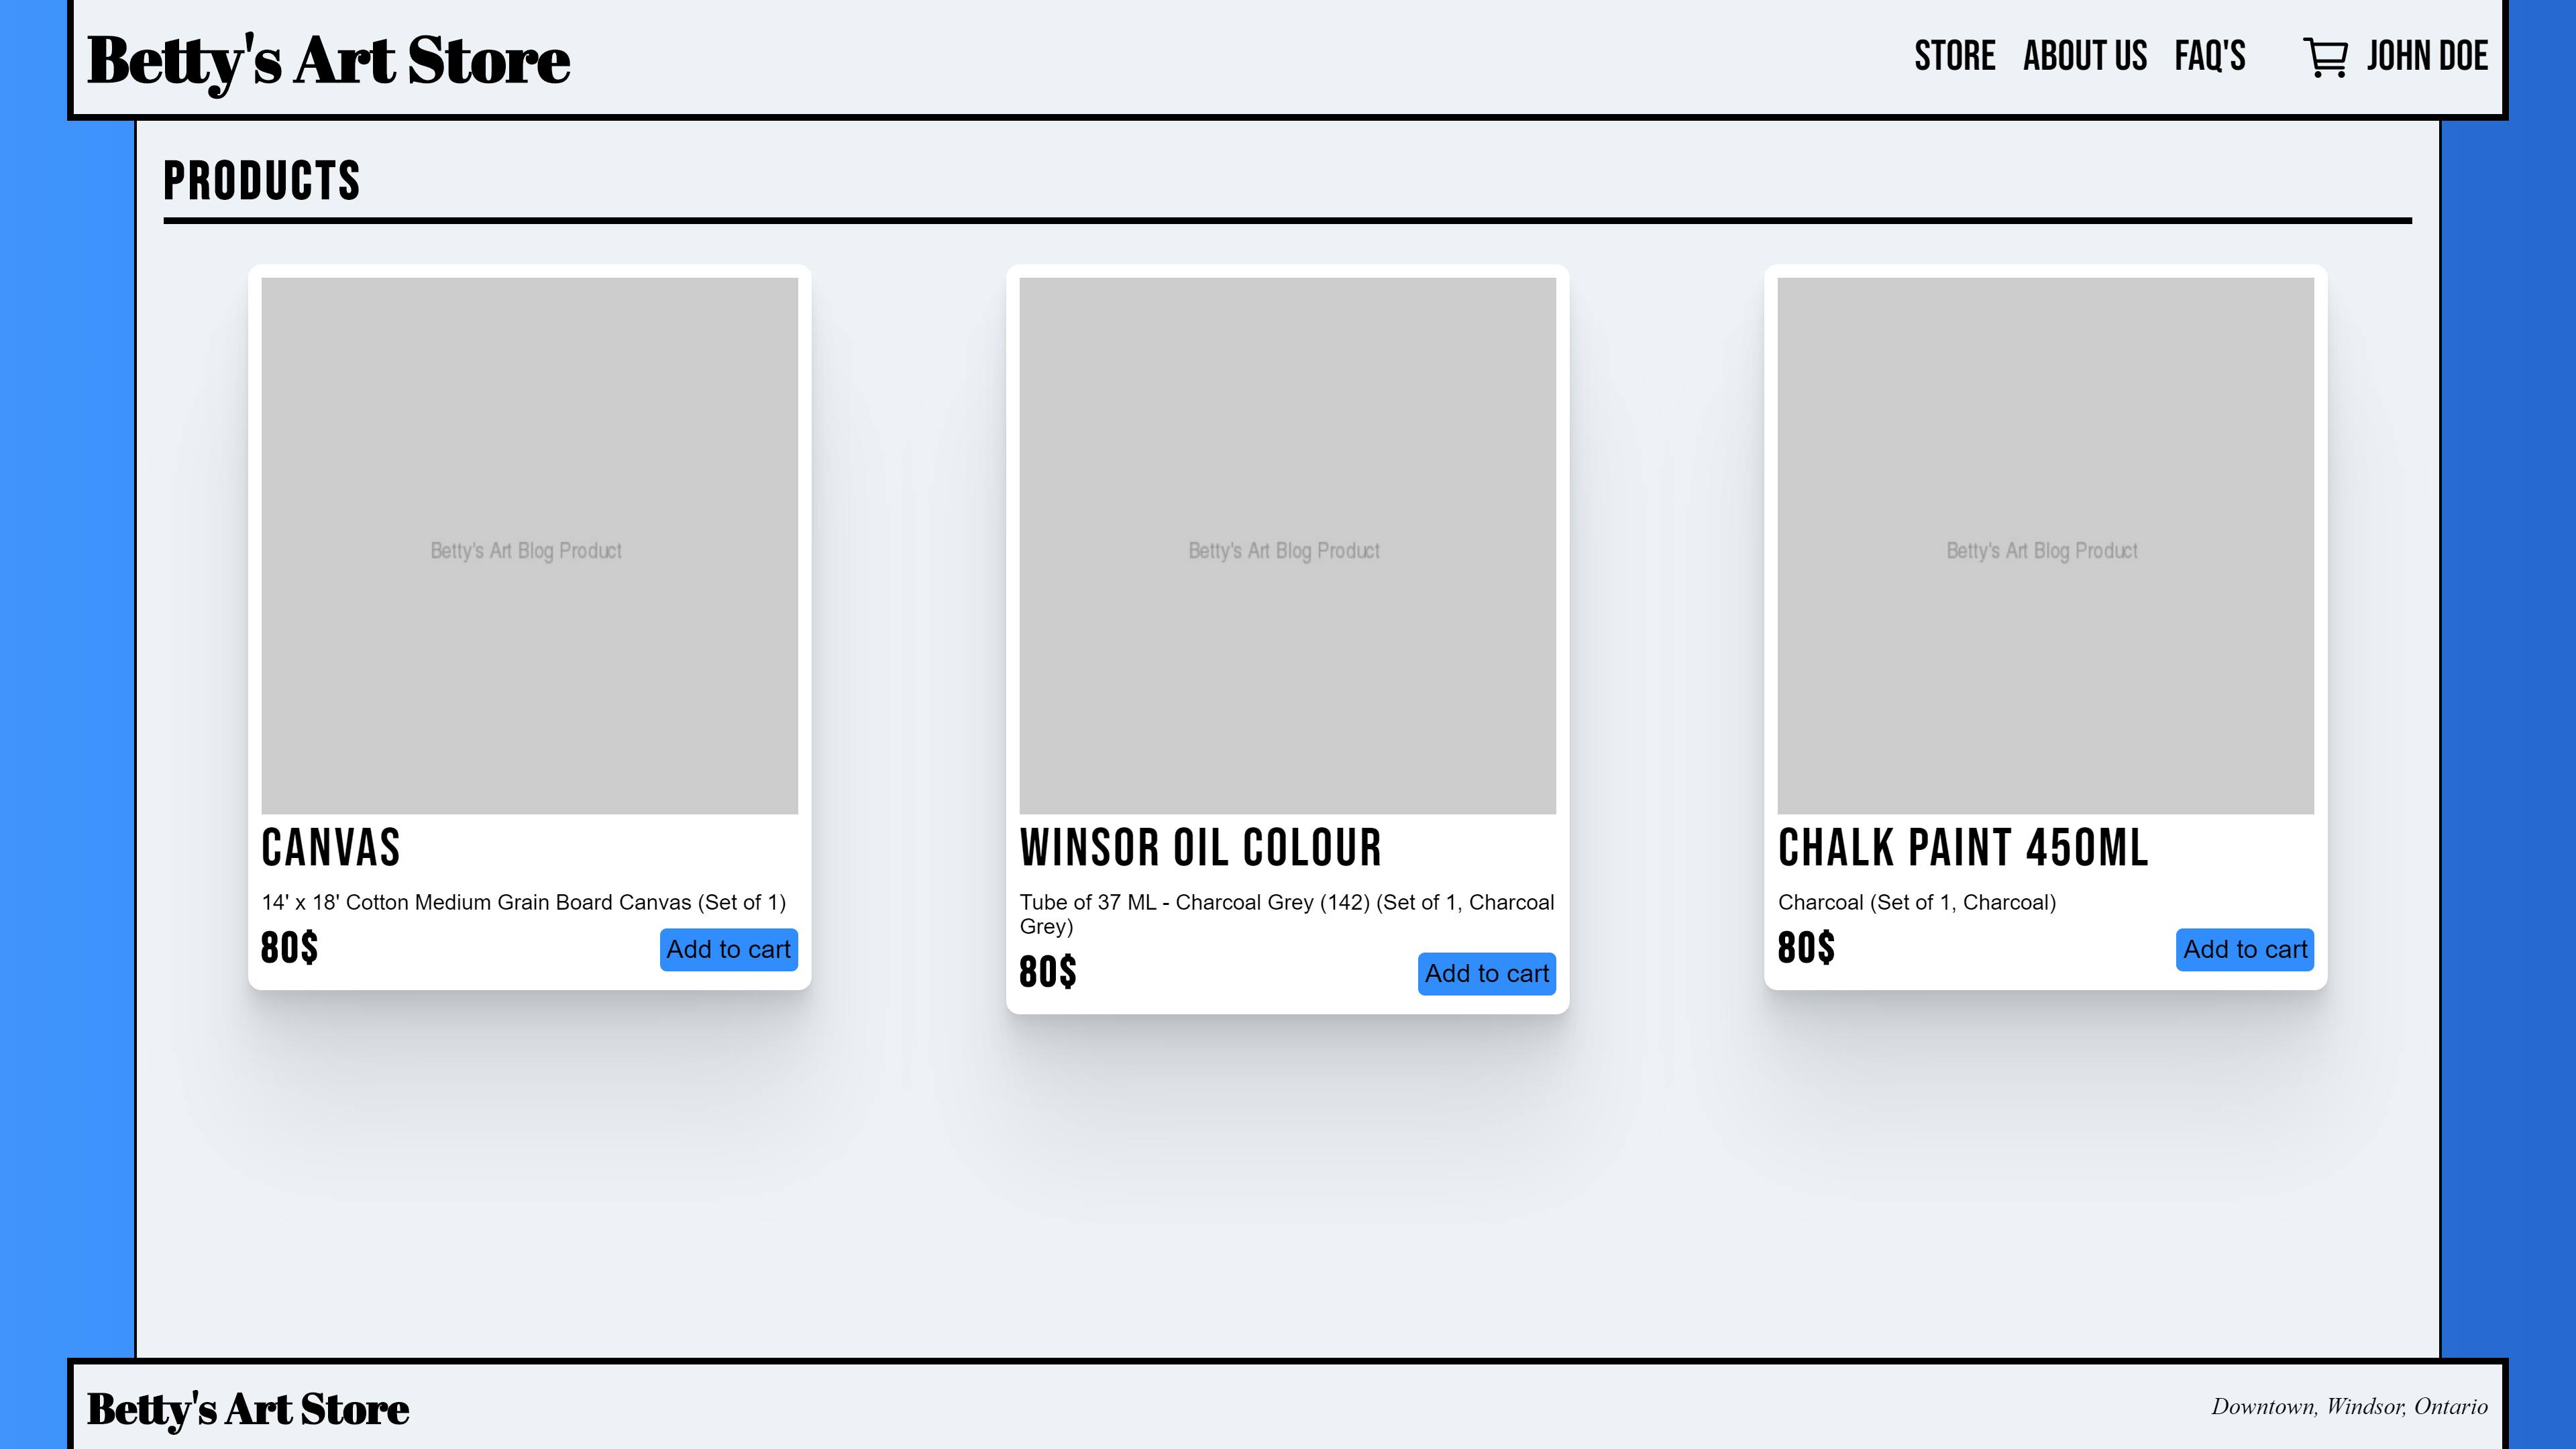 Betty's Art Store
STORE ABOUT US FAQ'S JOHN DOE
PRODUCTS
Betty's Art Blog Product
CANVAS
14' x 18' Cotton Medium Grain Board Canvas (Set of 1)
80$ Add to cart
Betty's Art Blog Product
WINSOR OIL COLOUR
Tube of 37 ML - Charcoal Grey (142) (Set of 1, Charcoal
Grey)
80$ Add to cart
Betty's Art Blog Product
CHALK PAINT 450ML
Charcoal (Set of 1, Charcoal)
80$ Add to cart
Betty's Art Store
Downtown, Windsor, Ontario